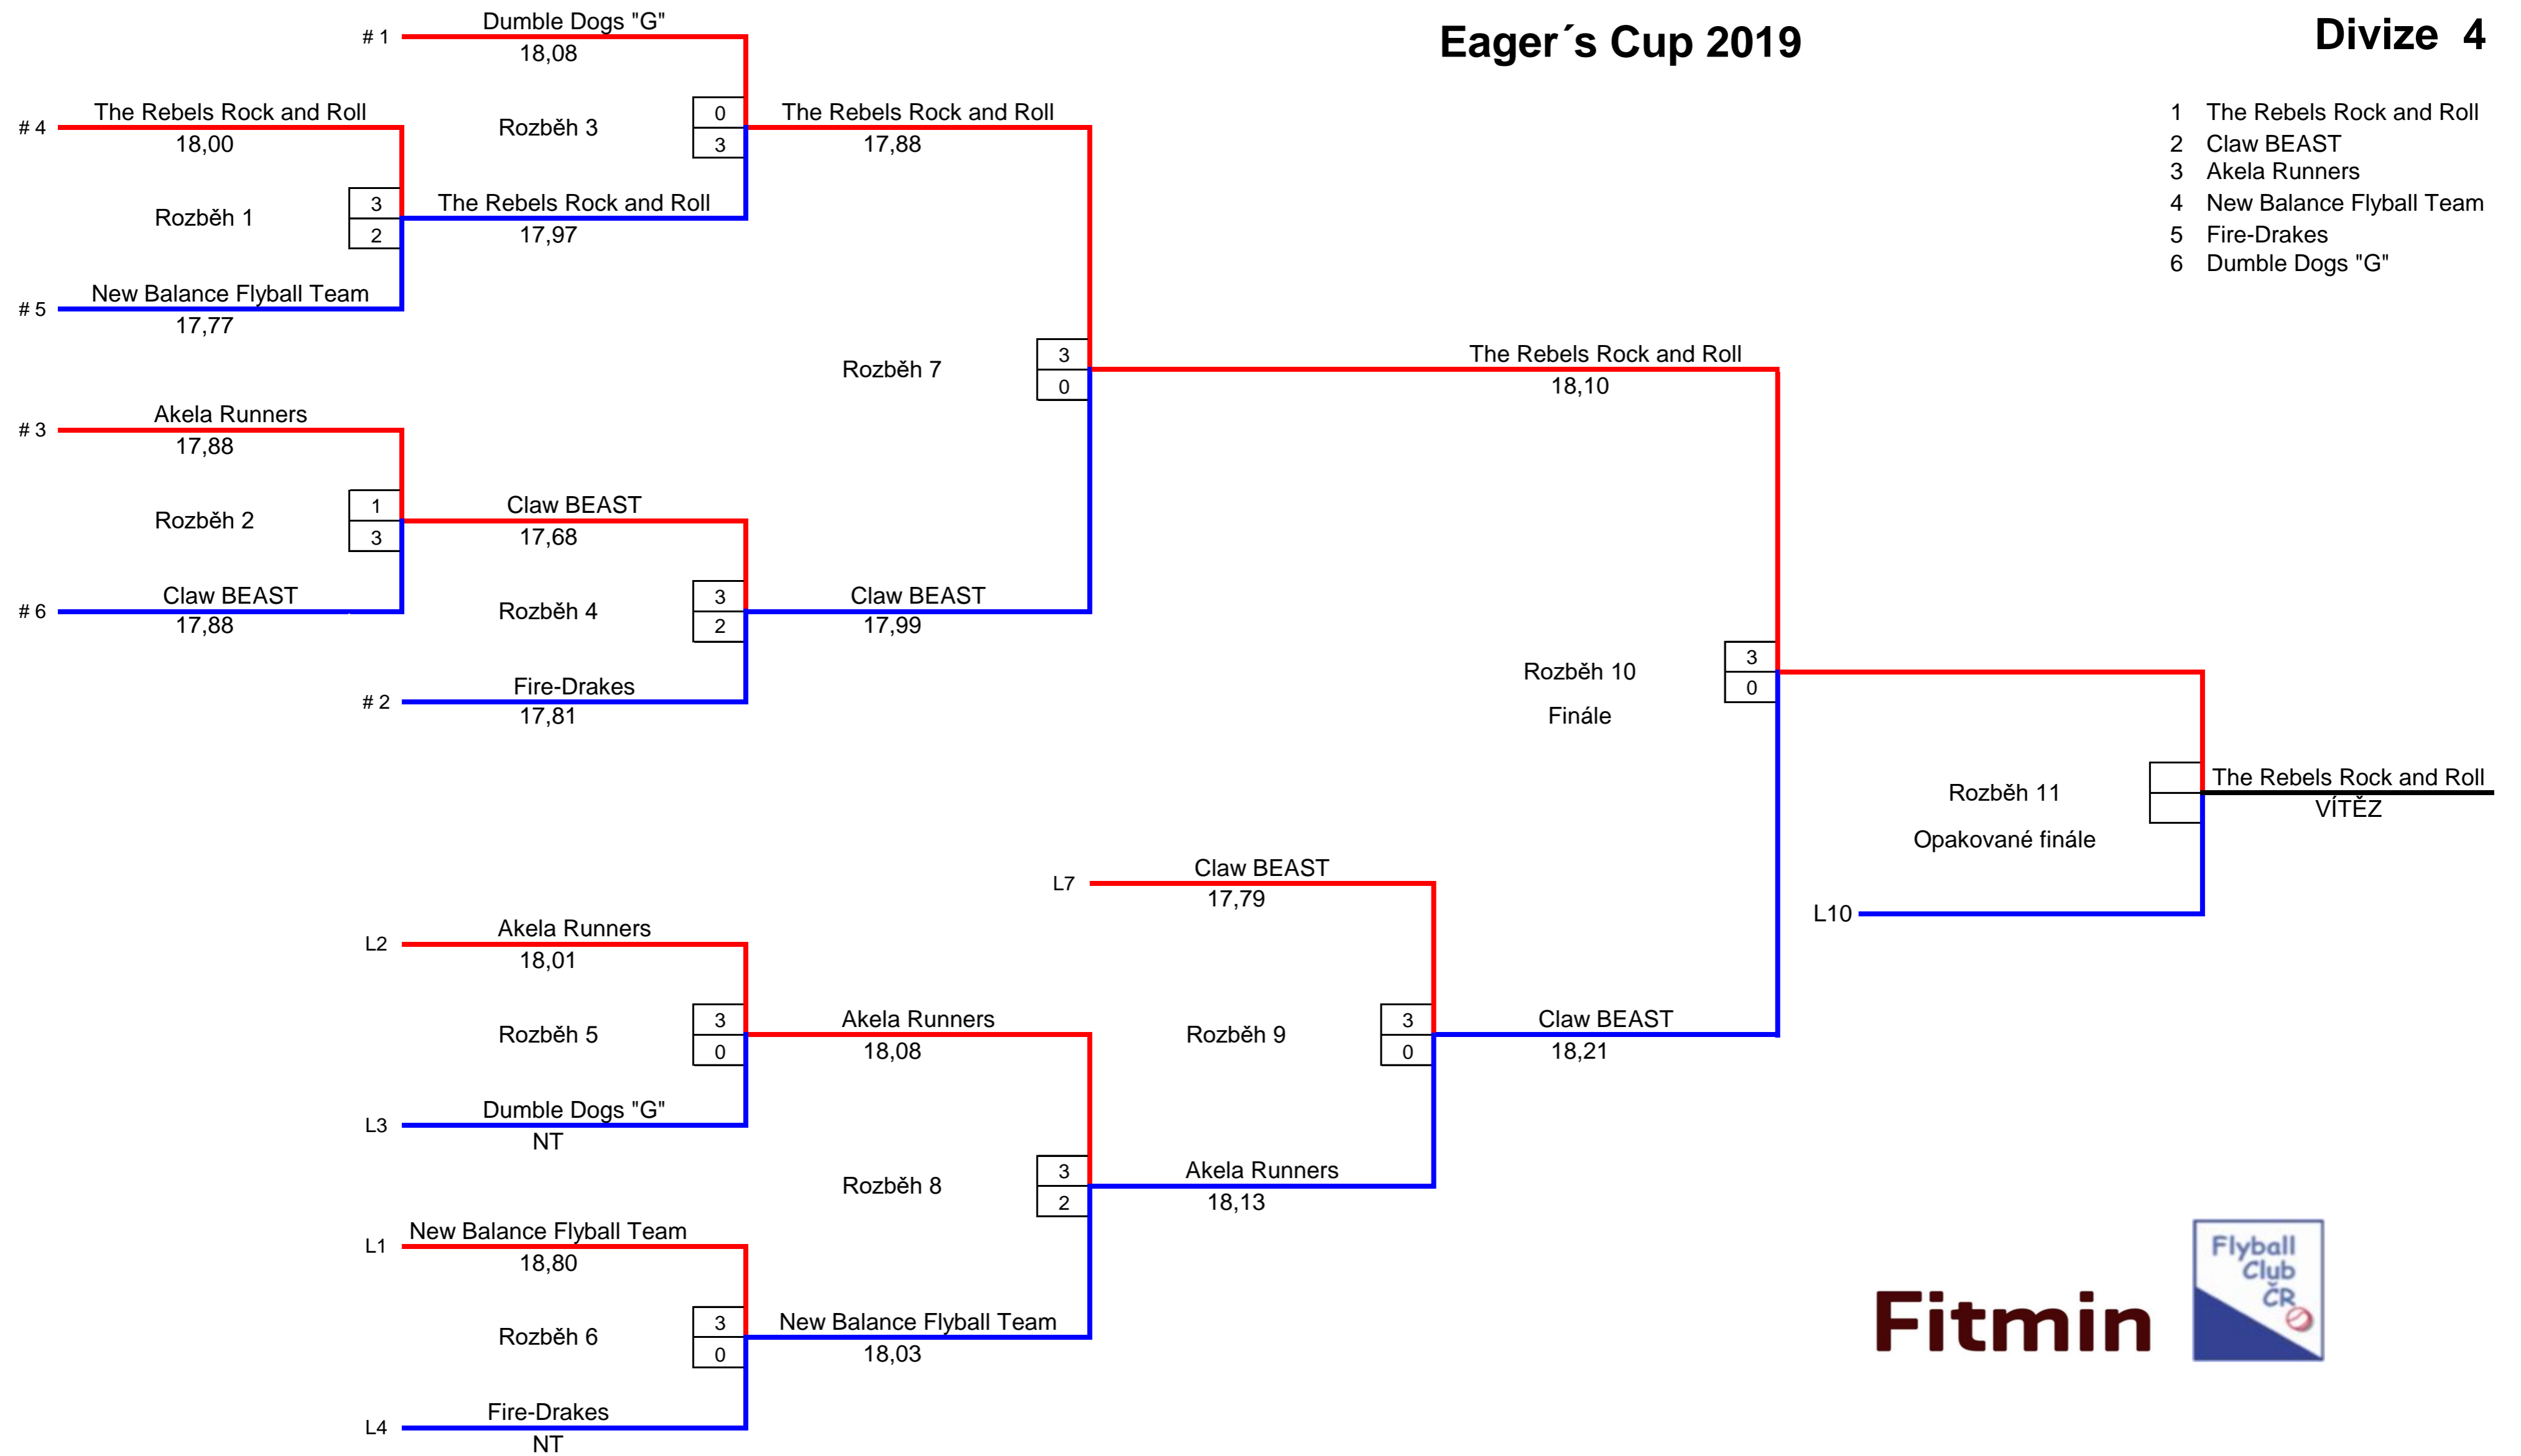 Dumble Dogs "G"
Eager´s Cup 2019
Divize 4
# 1
18,08
The Rebels Rock and Roll
0
The Rebels Rock and Roll
1 The Rebels Rock and Roll
# 4
Rozběh 3
18,00
3
17,88
2 Claw BEAST
3 Akela Runners
3
The Rebels Rock and Roll
4 New Balance Flyball Team
Rozběh 1
2
17,97
5 Fire-Drakes
6 Dumble Dogs "G"
New Balance Flyball Team
# 5
17,77
3
The Rebels Rock and Roll
Rozběh 7
0
18,10
Akela Runners
# 3
17,88
1
Claw BEAST
Rozběh 2
3
17,68
Claw BEAST
3
Claw BEAST
# 6
Rozběh 4
17,88
2
17,99
3
Rozběh 10
0
Fire-Drakes
# 2
17,81
Finále
The Rebels Rock and Roll
Rozběh 11
VÍTĚZ
Opakované finále
Claw BEAST
L7
17,79
L10
Akela Runners
L2
18,01
3
Akela Runners
3
Claw BEAST
Rozběh 5
Rozběh 9
0
18,08
0
18,21
Dumble Dogs "G"
L3
NT
3
Akela Runners
Rozběh 8
2
18,13
New Balance Flyball Team
L1
18,80
3
New Balance Flyball Team
Rozběh 6
0
18,03
Fire-Drakes
L4
NT
Fitmin
Flyball
Club
ČR